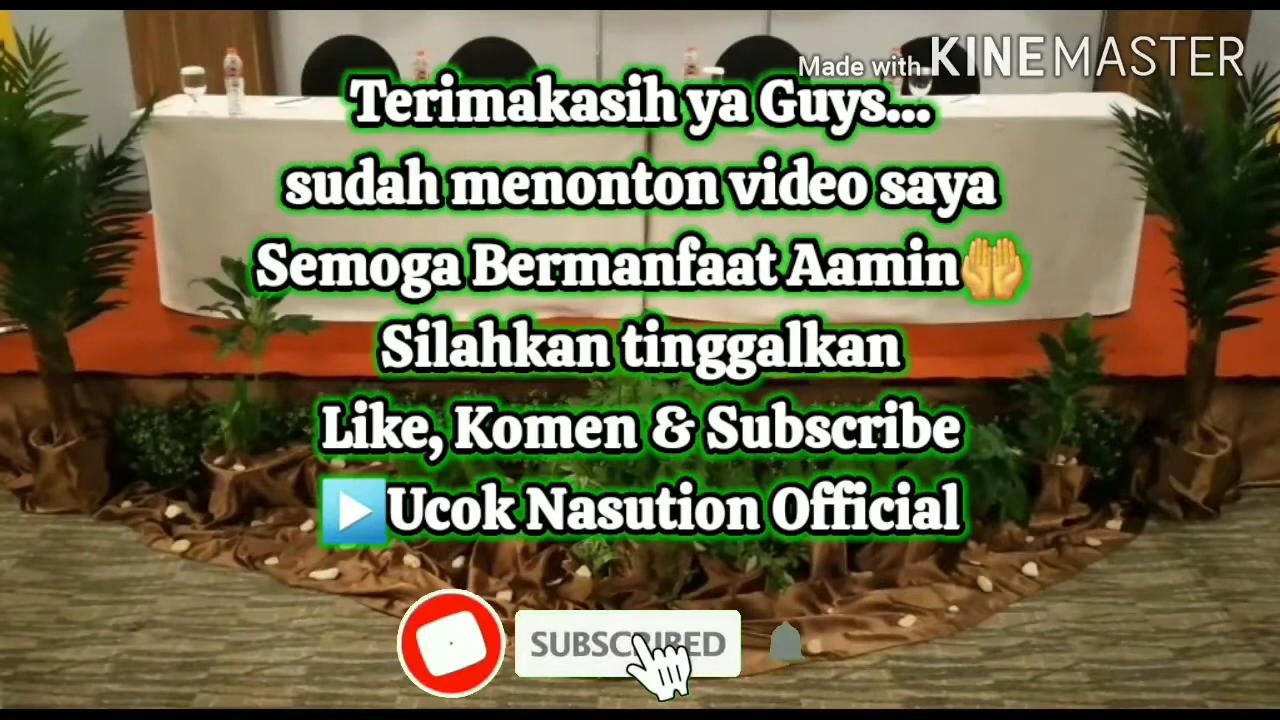 Made with KINEMASTER
Terimakasih ya Guys...
sudah menonton video saya
Semoga Bermanfaat Aamin🤲
Silahkan tinggalkan
Like, Komen & Subscribe
▶️Ucok Nasution Official
SUBSCRIBED